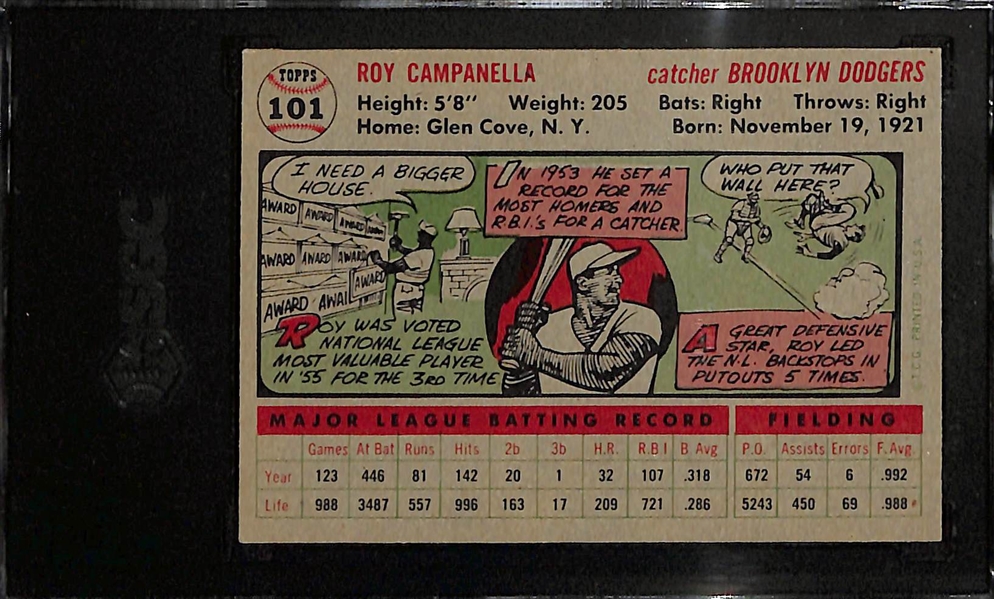 TOPPS
101
ROY CAMPANELLA
catcher BROOKLYN DODGERS
Height: 5'8" Weight: 205 Bats: Right Throws: Right
Home: Glen Cove, N. Y. Born: November 19, 1921
I NEED A BIGGER
HOUSE.
AWARD AWARD AWARD AWARD
AWARD AWARD AWARD
AWARD
AWARD AWAI
ROY WAS VOTED
NATIONAL LEAGUE
MOST VALUABLE PLAYER
IN '55 FOR THE 3RD TIME
IN 1953 HE SET A
RECORD FOR THE
MOST HOMERS AND
R.B.I.'s FOR A CATCHER.
WHO PUT THAT
WALL HERE?
A GREAT DEFENSIVE
STAR, ROY LED
THE N.L. BACKSTOPS IN
PUTOUTS 5 TIMES.
© T.C.G. PRINTED IN U.S.A.
MAJOR LEAGUE BATTING RECORD FIELDING
Games At Bat Runs Hits 2b 3b H.R. R.B.I B Avg P.O. Assists Errors F.Avg.
Year 123 446 81 142 20 1 32 107 .318 672 54 6 .992
Life 988 3487 557 996 163 17 209 721 .286 5243 450 69 .988
SGC